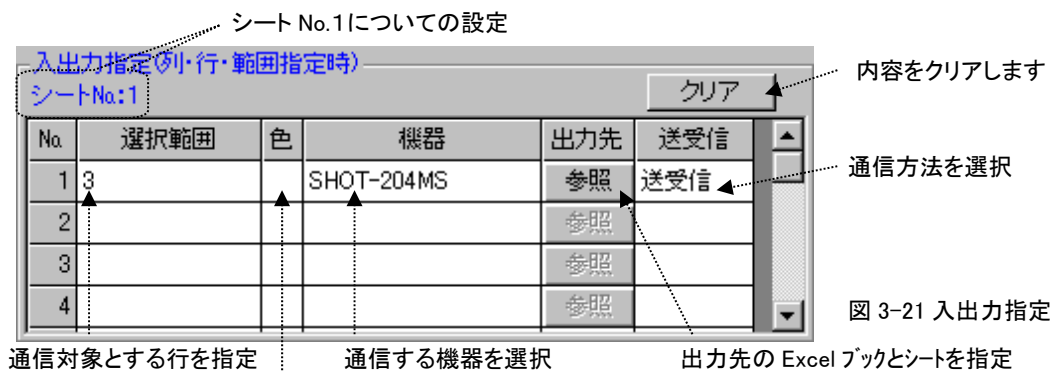 シート No.1についての設定
入出力指定(列・行・範囲指定時)
シートNo.:1
クリア
内容をクリアします
No. 選択範囲 色 機器 出力先 送受信
1 3 SHOT-204MS 参照 送受信
通信方法を選択
2 参照
3 参照
4 参照
図 3-21 入出力指定
通信対象とする行を指定 通信する機器を選択 出力先の Excel ブックとシートを指定